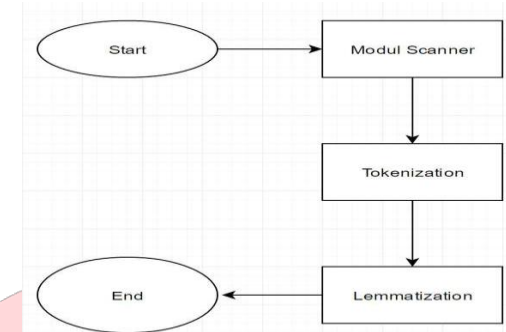 Start
Modul Scanner
Tokenization
Lemmatization
End